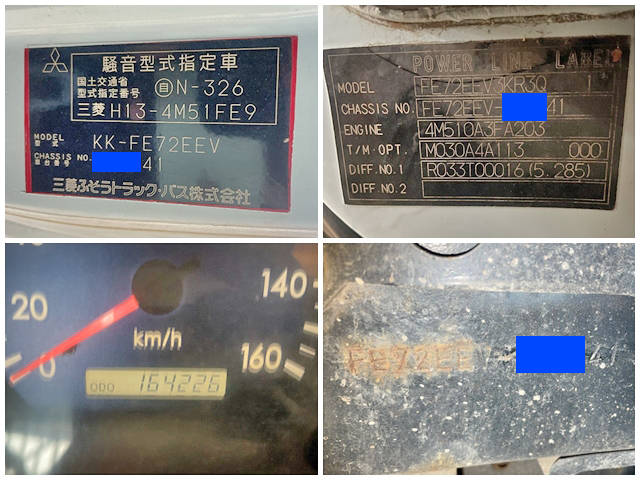 騒音型式指定車
国土交通省
型式指定番号 自N-326
三菱 H13-4M51FE9
MODEL
型式 KK-FE72EEV
CHASSIS NO.
車台番号 41
三菱ふそうトラック・バス株式会社
POWER LINE LABEL
MODEL FE72EEV3KR3Q 1
CHASSIS NO. FE72EEV- 41
ENGINE 4M510A3FA203
T/M·OPT. M030A4A113 000
DIFF.NO.1 R033T00016(5.285)
DIFF.NO.2
20 140
km/h
0 160
ODO 164226
FE72EEV- 41